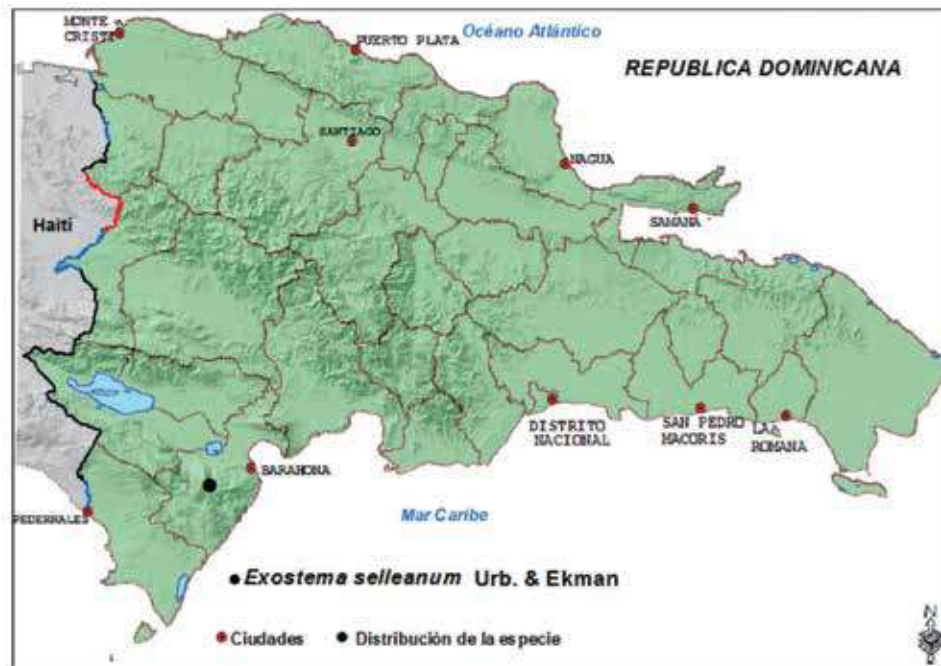 MONTE
CRISTI
PUERTO PLATA
Océano Atlántico
REPUBLICA DOMINICANA
SANTIAGO
NAGUA
SAMANA
Haití
DISTRITO
NACIONAL
SAN PEDRO
MACORIS
LA
ROMANA
BARAHONA
PEDERNALES
Mar Caribe
Exostema selleanum Urb. & Ekman
Ciudades
Distribución de la especie
N